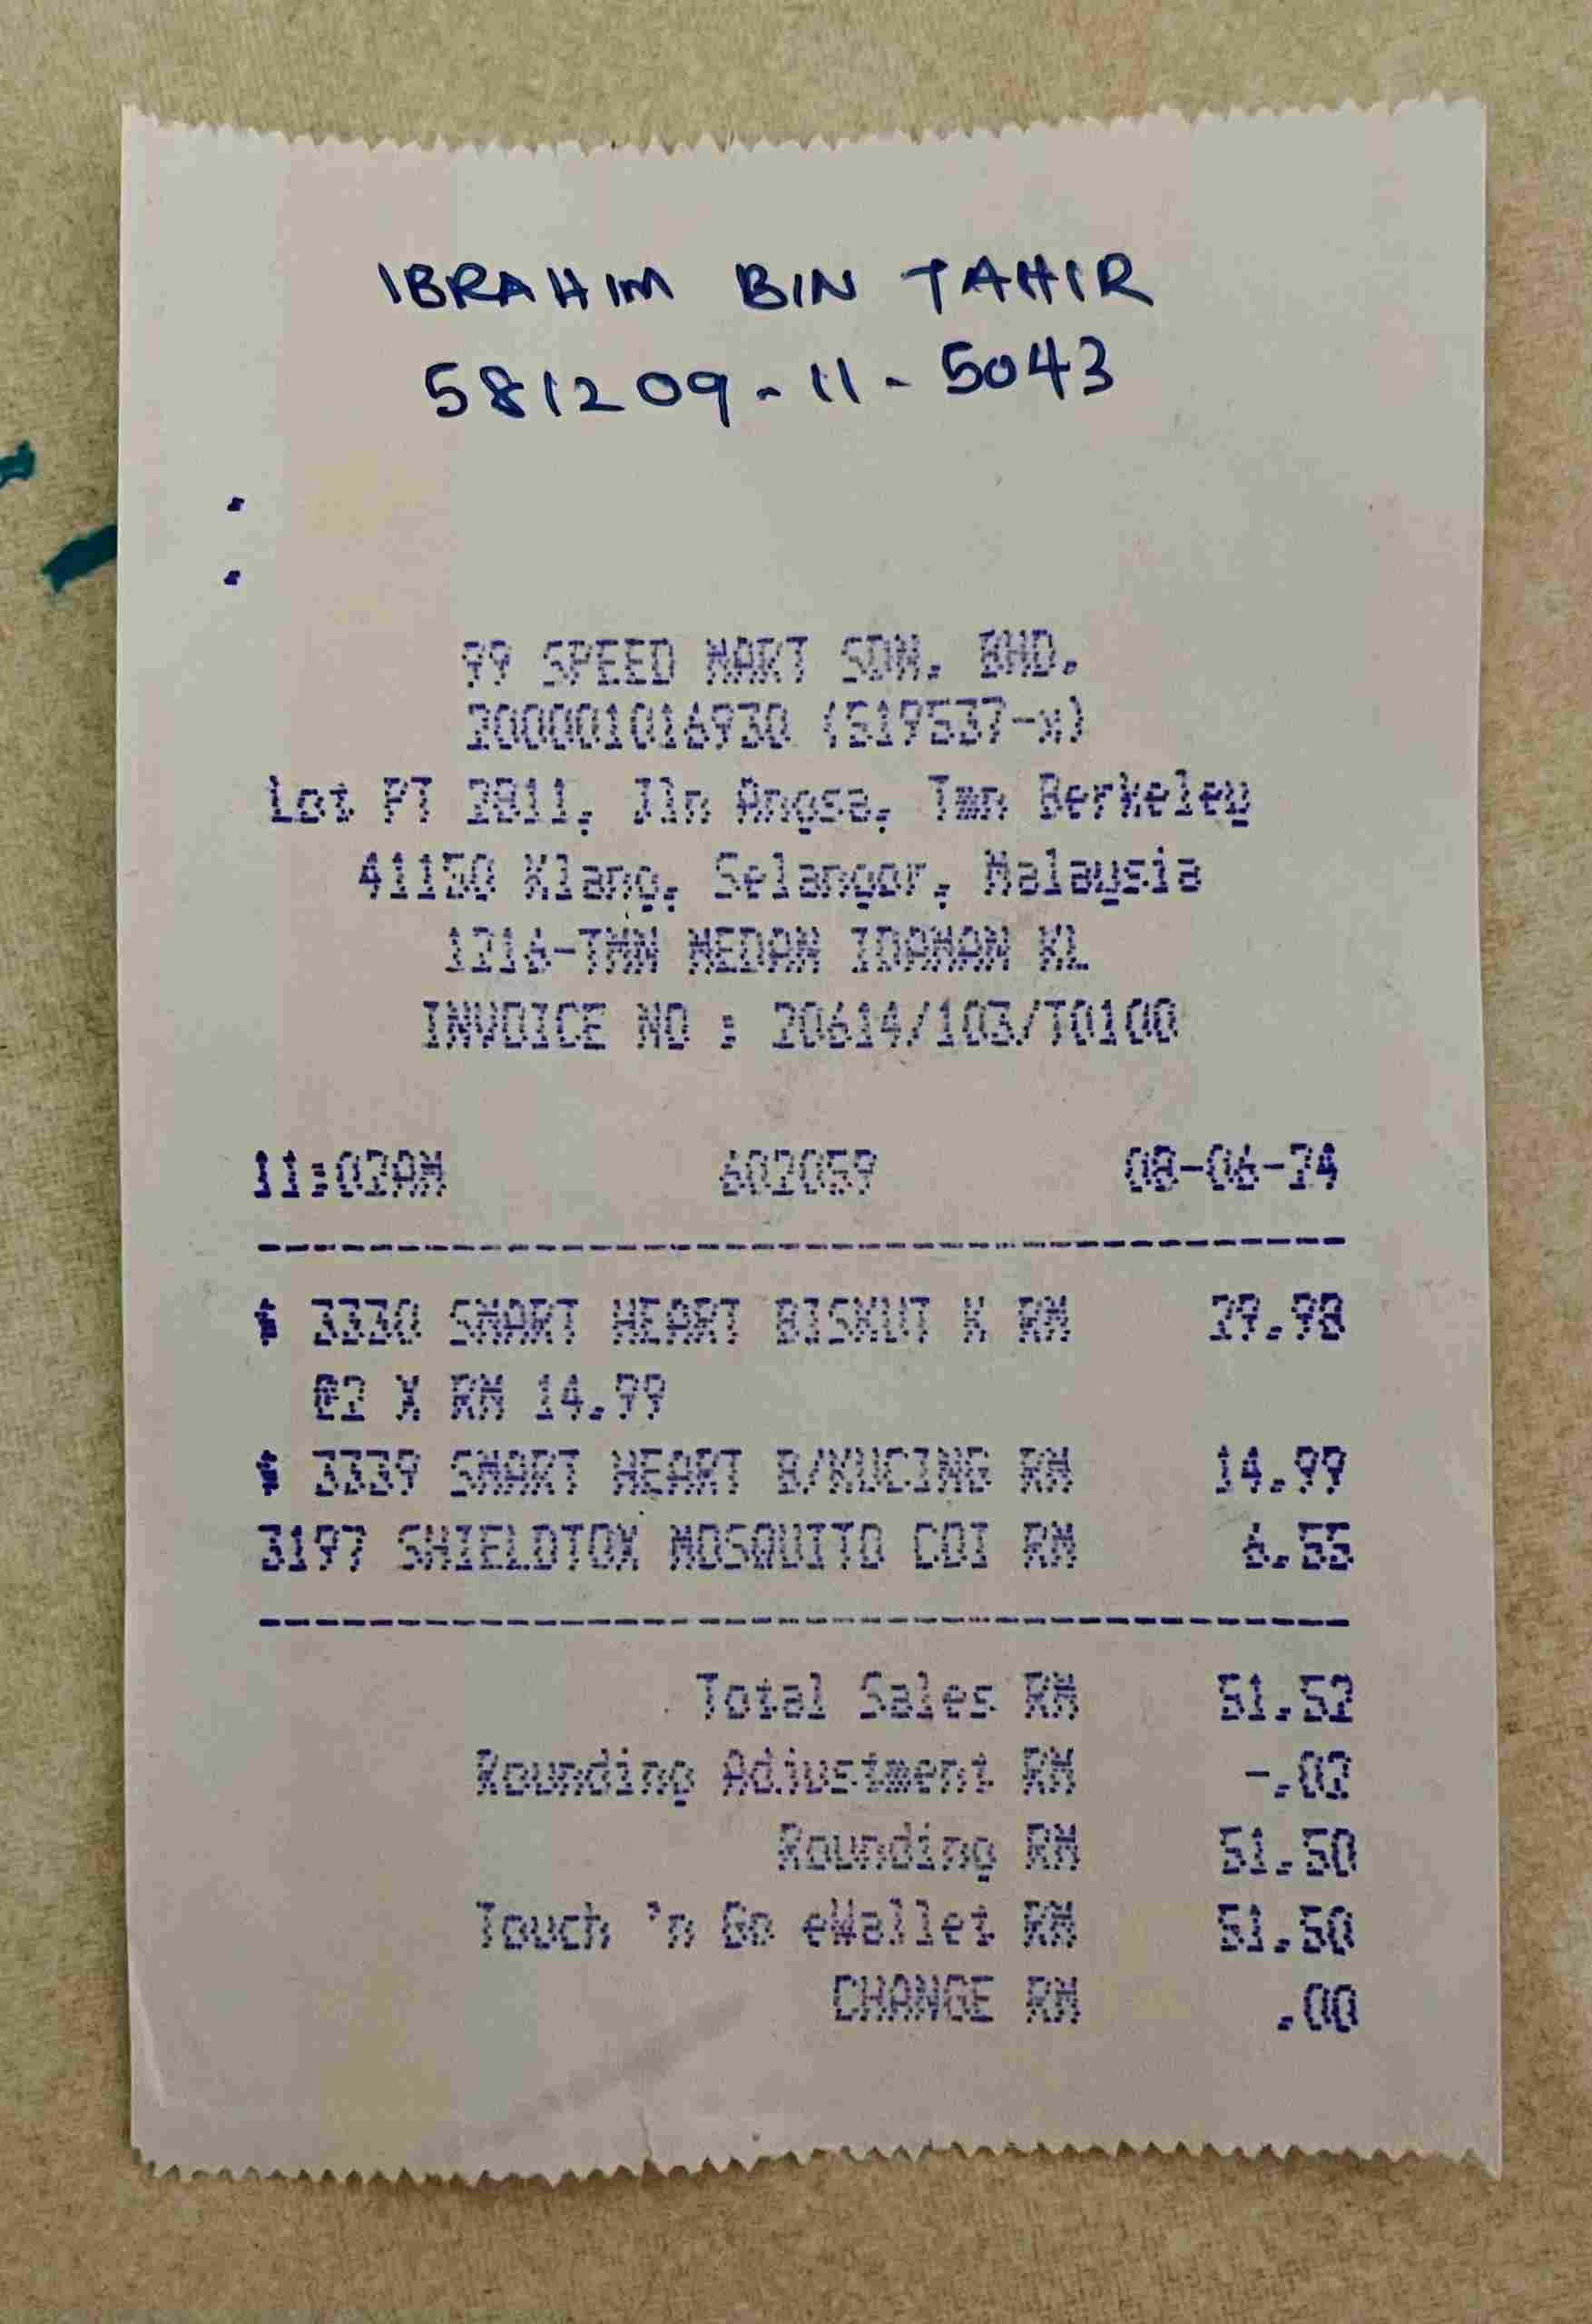 IBRAHIM BIN TAHIR
581209-11-5043
99 SPEED MART SDN. BHD.
200001016930 (519537-x)
Lot PT 2811, Jln Angsa, Tmn Berkeley
41150 Klang, Selangor, Malaysia
1216-TMN MEDAN IDAMAN KL
INVOICE NO : 20614/103/T0100
11:02AM 602059 08-06-24
$ 3330 SMART HEART BISKUT K RM 29.98
@2 X RM 14.99
$ 3339 SMART HEART B/KUCING RM 14.99
3197 SHIELDTOX MOSQUITO COI RM 6.55
Total Sales RM 51.52
Rounding Adjustment RM -.02
Rounding RM 51.50
Touch 'n Go eWallet RM 51.50
CHANGE RM .00